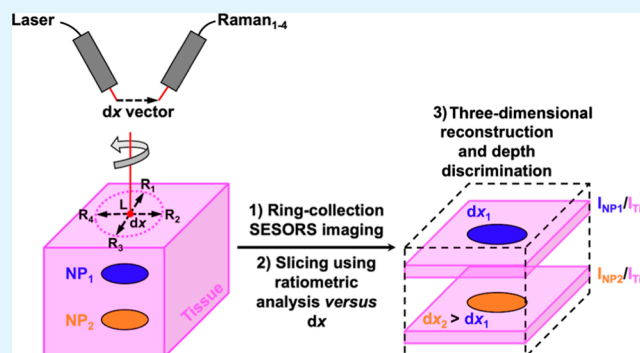 Laser
Raman1-4
dx vector
R1
L
R4
R2
dx
R3
NP1
NP2
Tissue
1) Ring-collection
SESORS imaging
2) Slicing using
ratiometric
analysis versus
dx
3) Three-dimensional
reconstruction
and depth
discrimination
dx1
INP1/IT
dx2 > dx1
INP2/IT